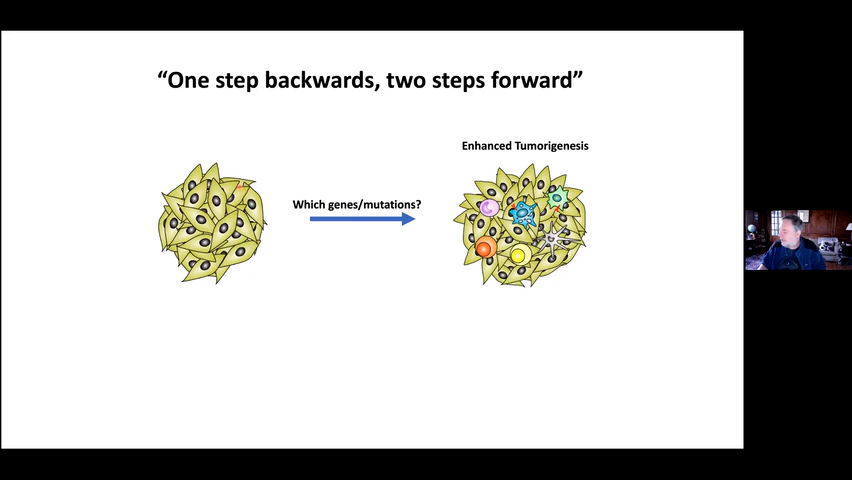 “One step backwards, two steps forward”
Enhanced Tumorigenesis
Which genes/mutations?